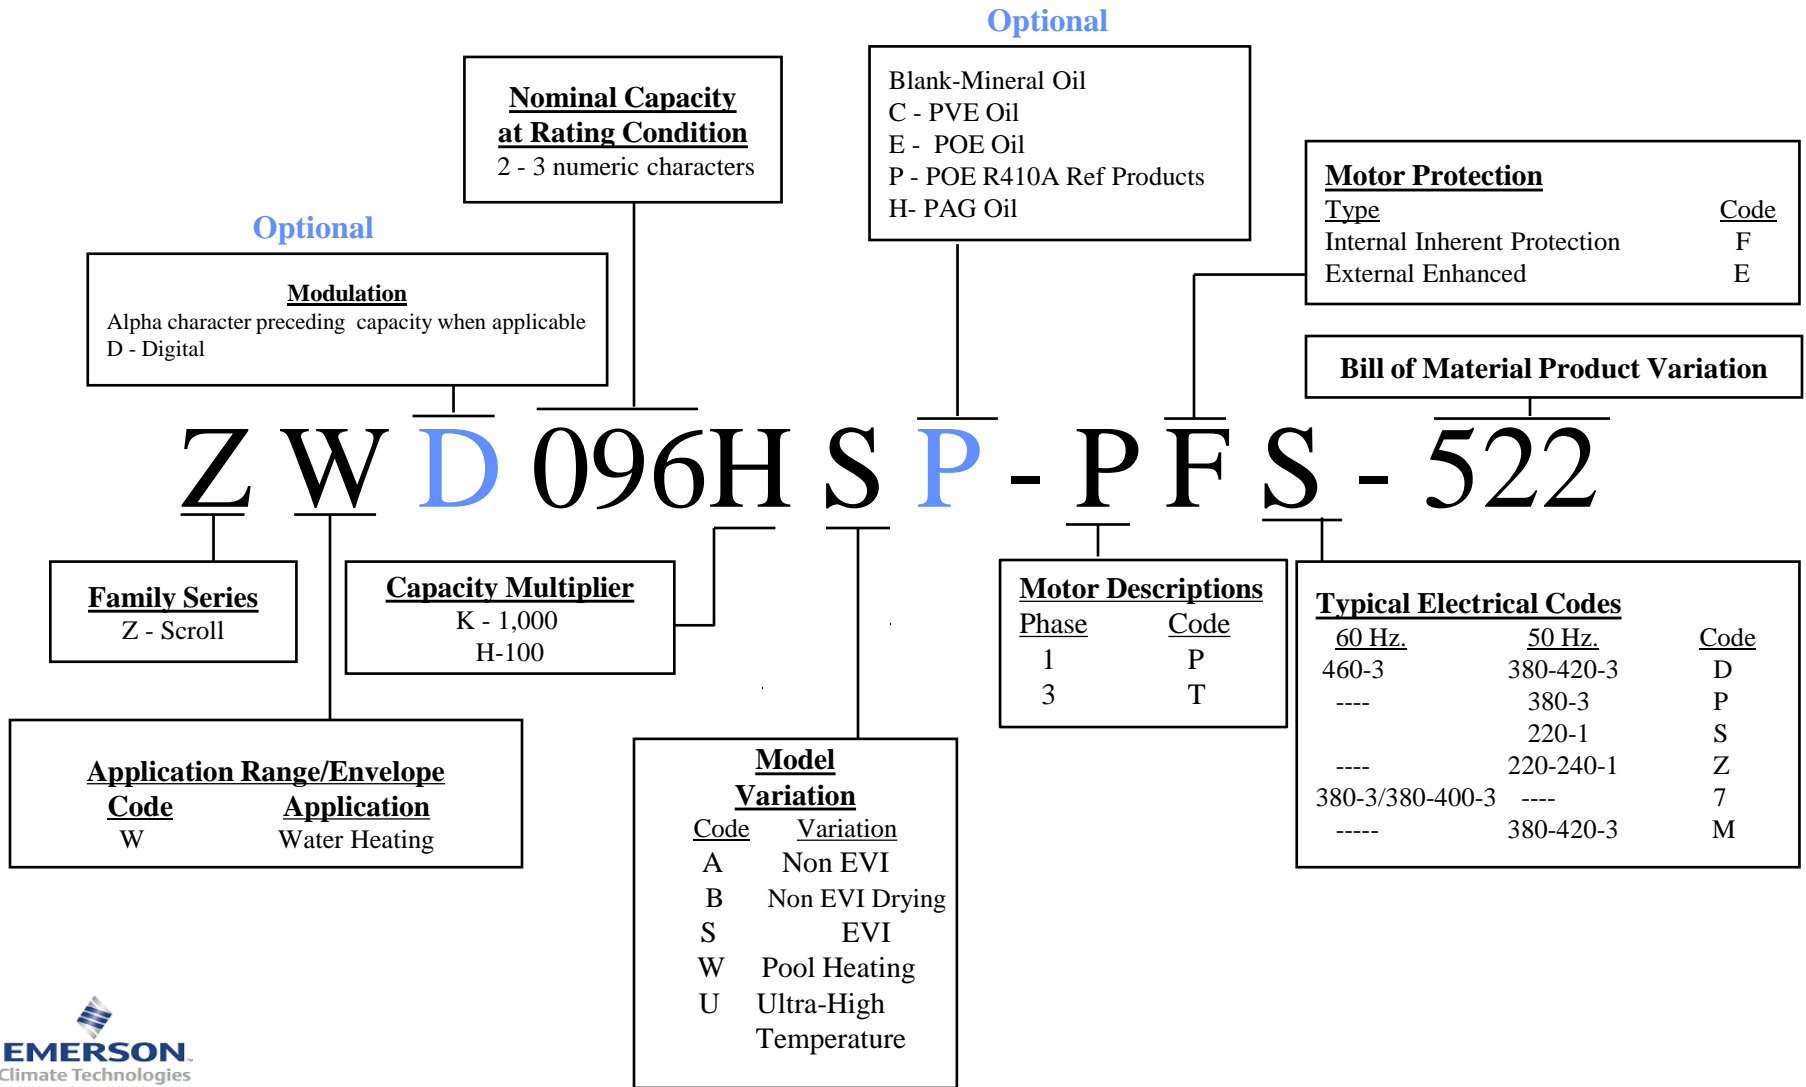 Optional
Nominal Capacity
at Rating Condition
2 - 3 numeric characters
Blank-Mineral Oil
C - PVE Oil
E - POE Oil
P - POE R410A Ref Products
H- PAG Oil
Motor Protection
Type Code
Internal Inherent Protection F
External Enhanced E
Optional
Modulation
Alpha character preceding capacity when applicable
D - Digital
Bill of Material Product Variation
Z W D 096H S P - P F S - 522
Family Series
Z - Scroll
Capacity Multiplier
K - 1,000
H-100
Motor Descriptions
Phase Code
1 P
3 T
Typical Electrical Codes
60 Hz. 50 Hz. Code
460-3 380-420-3 D
---- 380-3 P
220-1 S
---- 220-240-1 Z
380-3/380-400-3 ---- 7
----- 380-420-3 M
Application Range/Envelope
Code Application
W Water Heating
Model
Variation
Code Variation
A Non EVI
B Non EVI Drying
S EVI
W Pool Heating
U Ultra-High
Temperature
EMERSON
Climate Technologies